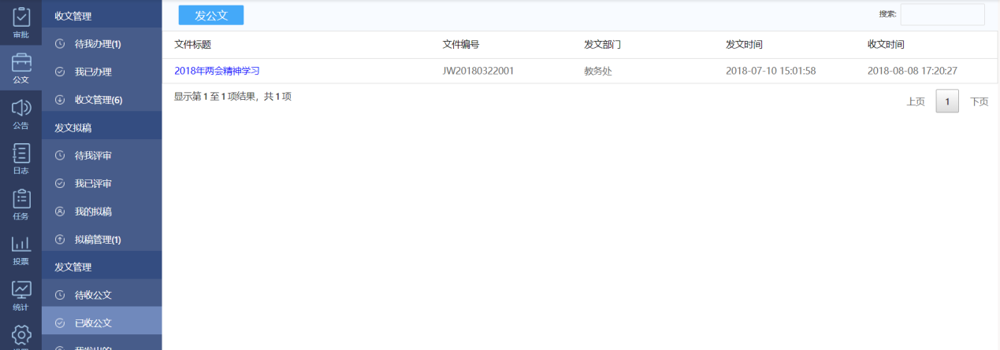 审批
公文
公告
日志
任务
投票
统计
收文管理
待我办理(1)
我已办理
收文管理(6)
发文拟稿
待我评审
我已评审
我的拟稿
拟稿管理(1)
发文管理
待收公文
已收公文
我发出的
发公文
搜索:
文件标题 文件编号 发文部门 发文时间 收文时间
2018年两会精神学习 JW20180322001 教务处 2018-07-10 15:01:58 2018-08-08 17:20:27
显示第 1 至 1 项结果，共 1 项
上页 1 下页